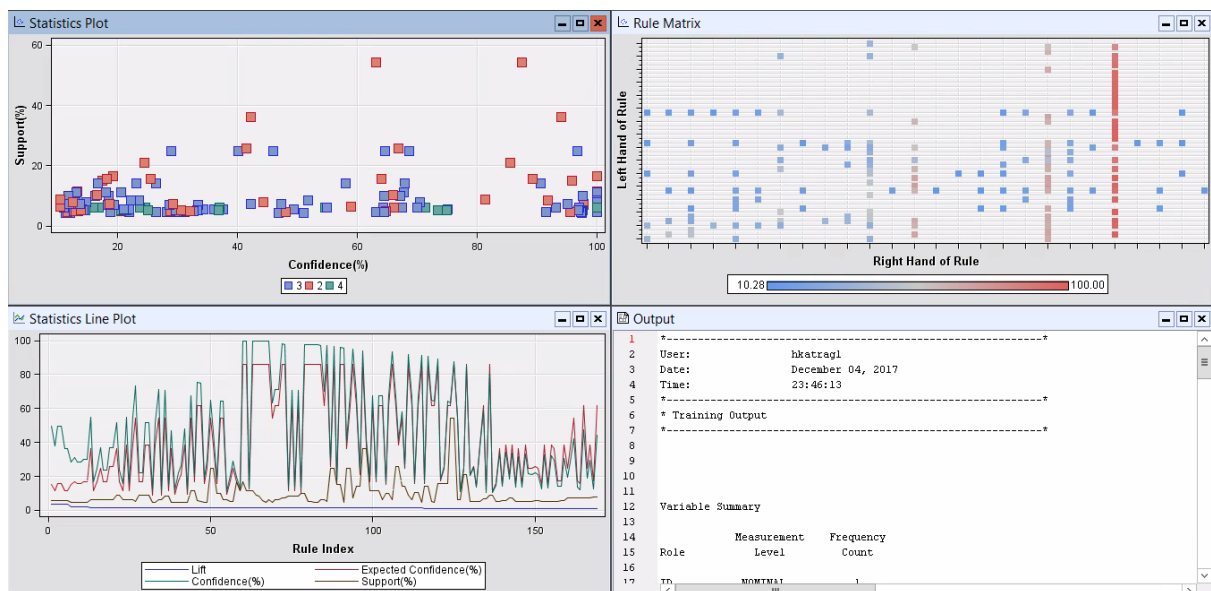 Statistics Plot
60
40
20
0
Support(%)
20 40 60 80 100
Confidence(%)
3 2 4
Rule Matrix
Left Hand of Rule
Right Hand of Rule
10.28 100.00
Statistics Line Plot
100
80
60
40
20
0
0 50 100 150
Rule Index
Lift Expected Confidence(%)
Confidence(%) Support(%)
Output
1 *------------------------------------------------------------*
2 User: hkatragl
3 Date: December 04, 2017
4 Time: 23:46:13
5 *------------------------------------------------------------*
6 * Training Output
7 *------------------------------------------------------------*
8
9
10
11
12 Variable Summary
13
14 Measurement Frequency
15 Role Level Count
16
17 ID NOMINAL 1